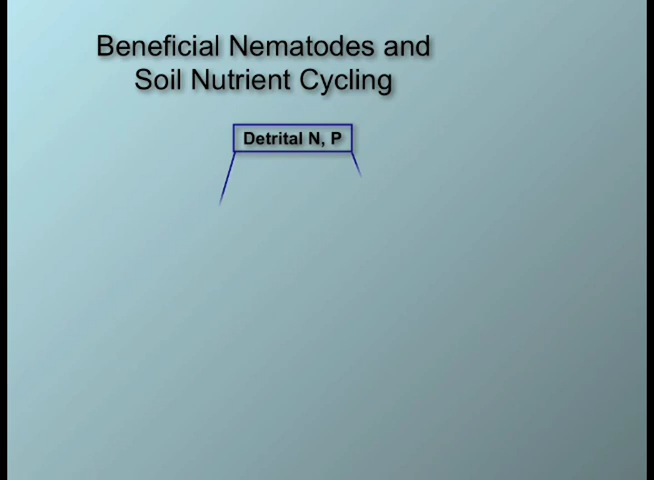 Beneficial Nematodes and
Soil Nutrient Cycling
Detrital N, P